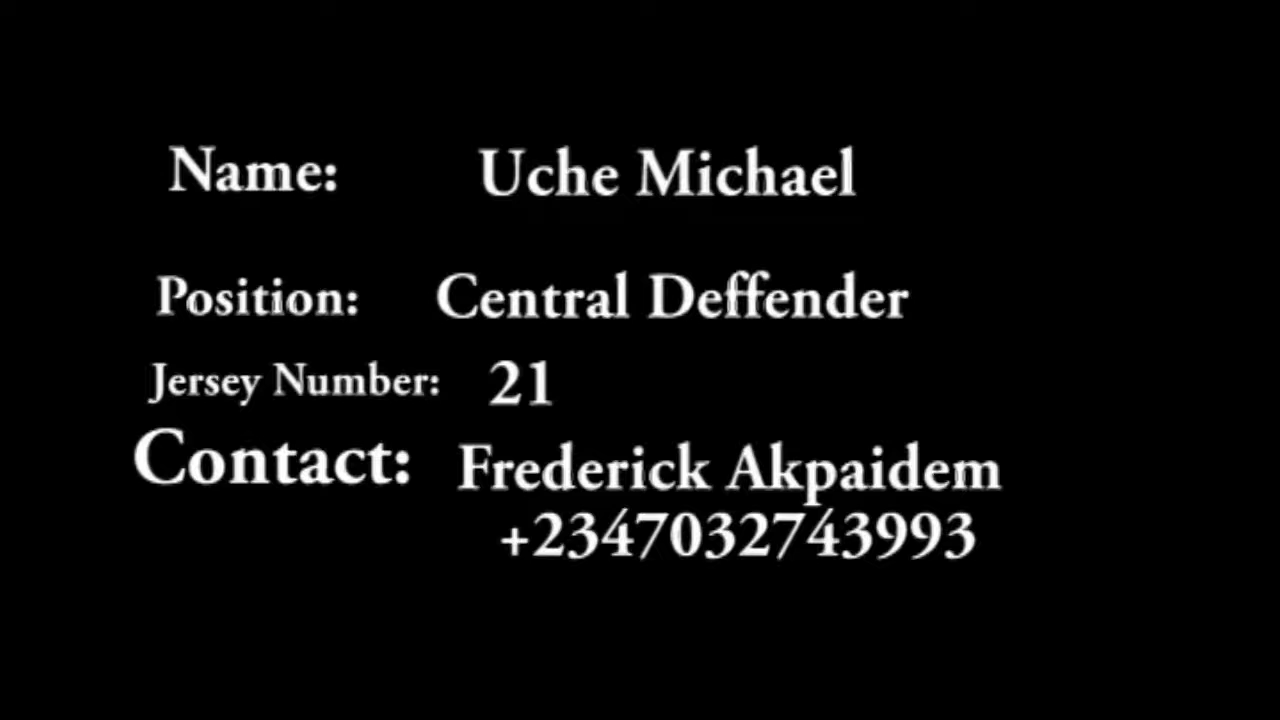 Name: Uche Michael
Position: Central Deffender
Jersey Number: 21
Contact: Frederick Akpaidem
+2347032743993